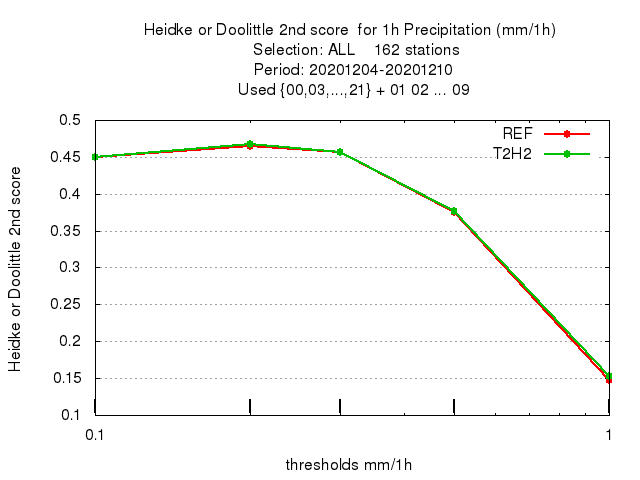 Heidke or Doolittle 2nd score  for 1h Precipitation (mm/1h)
Selection: ALL    162 stations
Period: 20201204-20201210
Used {00,03,...,21} + 01 02 ... 09
REF
T2H2
Heidke or Doolittle 2nd score
0.5
0.45
0.4
0.35
0.3
0.25
0.2
0.15
0.1
0.1
1
thresholds mm/1h